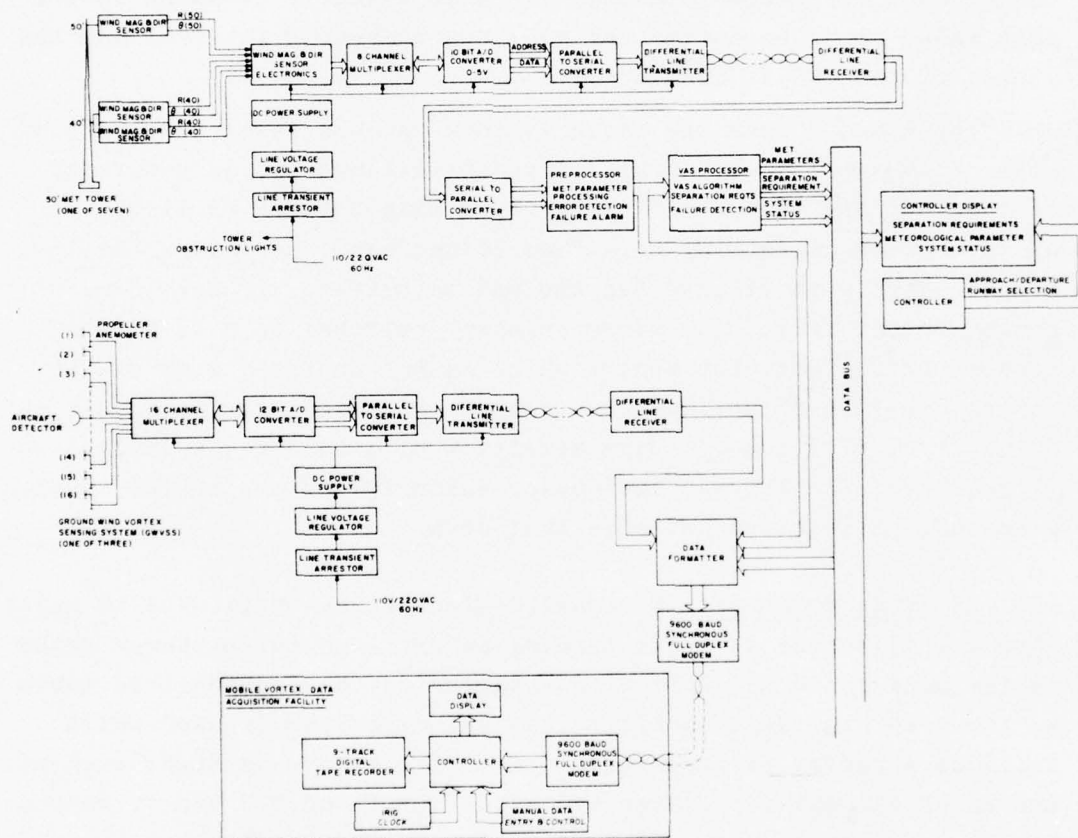 50'
WIND MAG & DIR
SENSOR
R(50)
θ(50)
40'
WIND MAG & DIR
SENSOR
WIND MAG & DIR
SENSOR
R(40)
θ (40)
R(40)
θ (40)
50' MET TOWER
(ONE OF SEVEN)
WIND MAG & DIR
SENSOR
ELECTRONICS
8 CHANNEL
MULTIPLEXER
10 BIT A/D
CONVERTER
0-5V
ADDRESS
DATA
PARALLEL
TO SERIAL
CONVERTER
DIFFERENTIAL
LINE
TRANSMITTER
DIFFERENTIAL
LINE
RECEIVER
DC POWER SUPPLY
LINE VOLTAGE
REGULATOR
LINE TRANSIENT
ARRESTOR
TOWER
OBSTRUCTION LIGHTS
110/220VAC
60 Hz
SERIAL TO
PARALLEL
CONVERTER
PREPROCESSOR
MET PARAMETER
PROCESSING
ERROR DETECTION
FAILURE ALARM
VAS PROCESSOR
VAS ALGORITHM
SEPARATION REQTS
FAILURE DETECTION
MET
PARAMETERS
SEPARATION
REQUIREMENT
SYSTEM
STATUS
DATA BUS
CONTROLLER DISPLAY
SEPARATION REQUIREMENTS
METEOROLOGICAL PARAMETER
SYSTEM STATUS
APPROACH/DEPARTURE
RUNWAY SELECTION
CONTROLLER
PROPELLER
ANEMOMETER
(1)
(2)
(3)
AIRCRAFT
DETECTOR
(14)
(15)
(16)
GROUND WIND VORTEX
SENSING SYSTEM (GWVSS)
(ONE OF THREE)
16 CHANNEL
MULTIPLEXER
12 BIT A/D
CONVERTER
PARALLEL
TO SERIAL
CONVERTER
DIFERENTIAL
LINE
TRANSMITTER
DIFFERENTIAL
LINE
RECEIVER
DC POWER
SUPPLY
LINE VOLTAGE
REGULATOR
LINE TRANSIENT
ARRESTOR
110V/220VAC
60Hz
DATA
FORMATTER
9600 BAUD
SYNCHRONOUS
FULL DUPLEX
MODEM
MOBILE VORTEX DATA
ACQUISITION FACILITY
DATA
DISPLAY
9-TRACK
DIGITAL
TAPE RECORDER
CONTROLLER
9600 BAUD
SYNCHRONOUS
FULL DUPLEX
MODEM
IRIG
CLOCK
MANUAL DATA
ENTRY & CONTROL